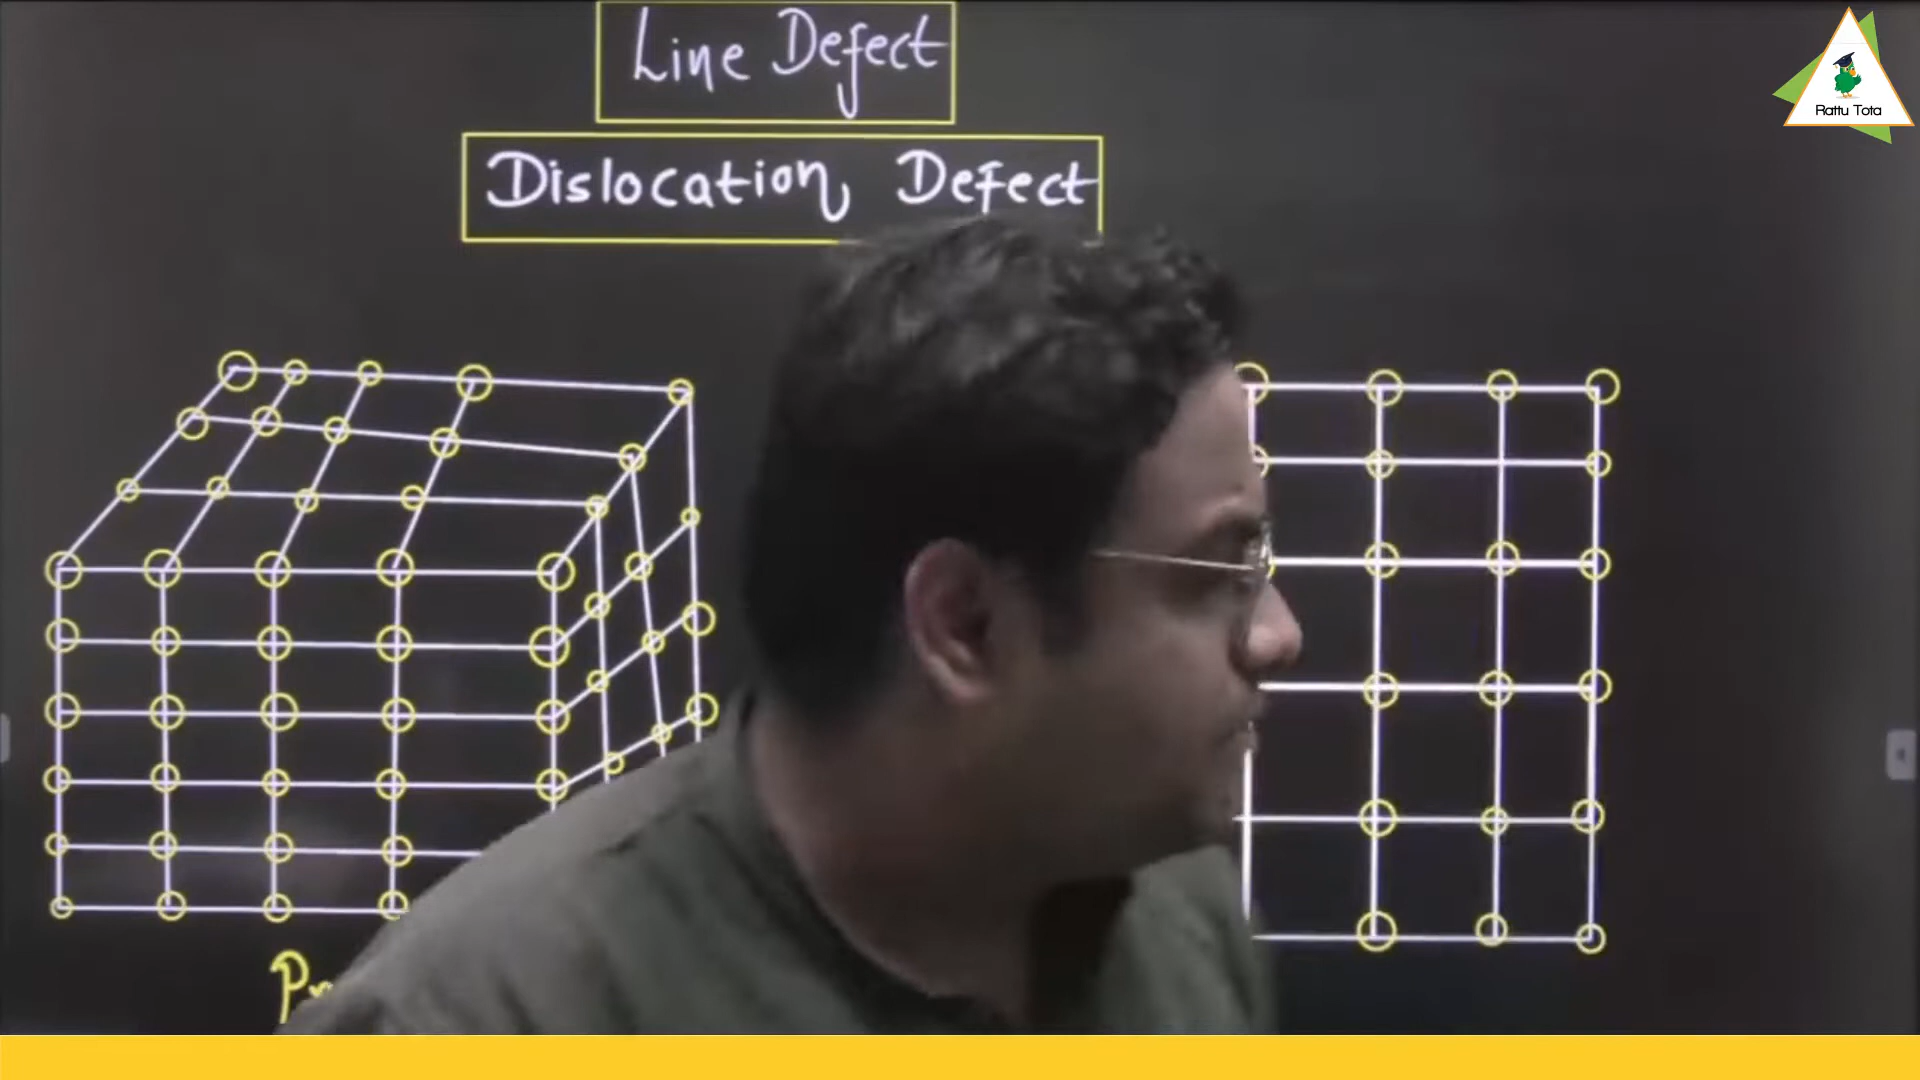 Line Defect
Dislocation Defect
Rattu Tota